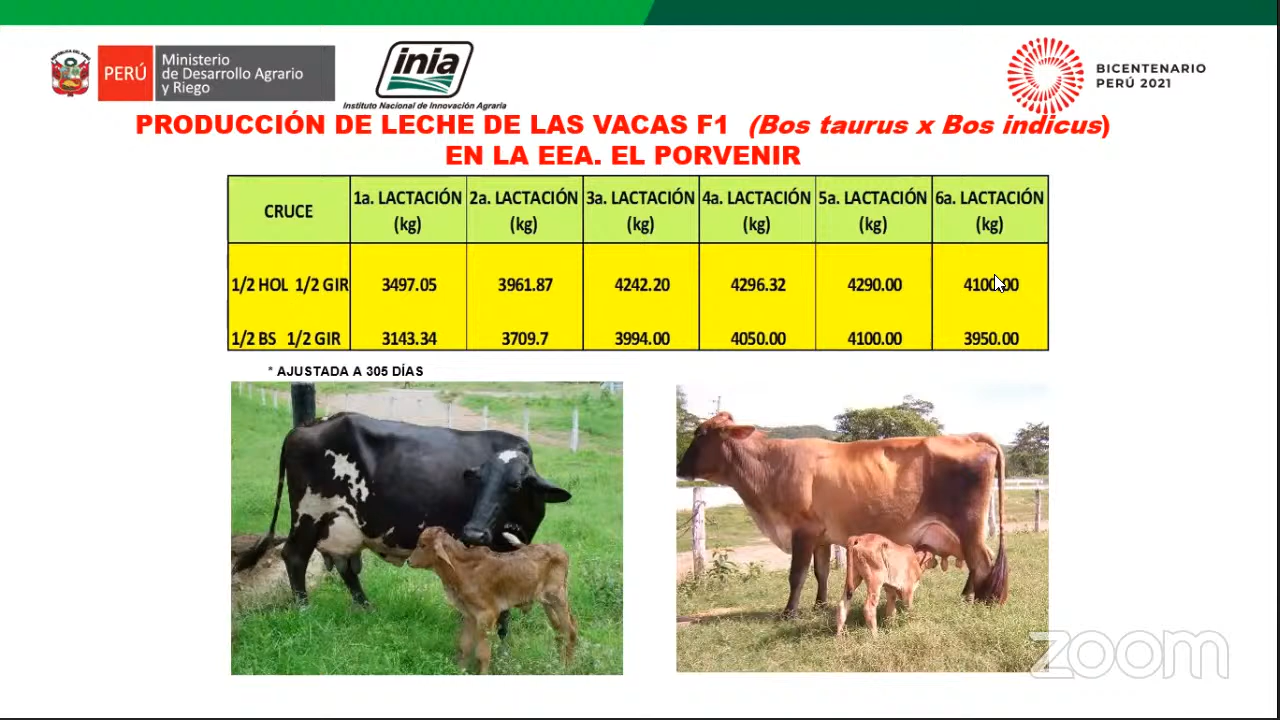 PERÚ
Ministerio
de Desarrollo Agrario
y Riego
inia
Instituto Nacional de Innovación Agraria
BICENTENARIO
PERÚ 2021
PRODUCCIÓN DE LECHE DE LAS VACAS F1 (Bos taurus x Bos indicus)
EN LA EEA. EL PORVENIR
CRUCE 1a. LACTACIÓN (kg) 2a. LACTACIÓN (kg) 3a. LACTACIÓN (kg) 4a. LACTACIÓN (kg) 5a. LACTACIÓN (kg) 6a. LACTACIÓN (kg)
1/2 HOL 1/2 GIR 3497.05 3961.87 4242.20 4296.32 4290.00 4100.00
1/2 BS 1/2 GIR 3143.34 3709.7 3994.00 4050.00 4100.00 3950.00
* AJUSTADA A 305 DÍAS
zoom